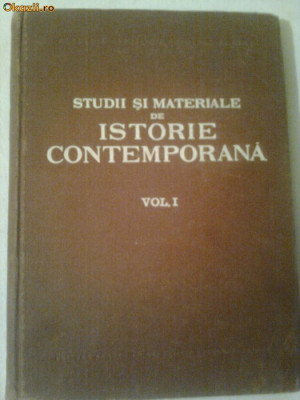 Okazii.ro
STUDII ŞI MATERIALE
DE
ISTORIE
CONTEMPORANĂ
VOL. I